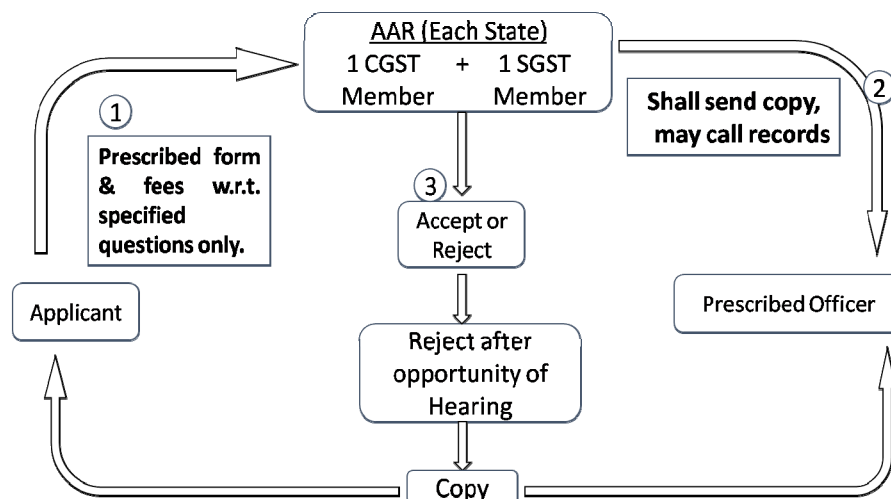 AAR (Each State)
1 CGST + 1 SGST
Member Member
1
Prescribed form
& fees w.r.t.
specified
questions only.
2
Shall send copy,
may call records
3
Accept or
Reject
Applicant
Prescribed Officer
Reject after
opportunity of
Hearing
Copy